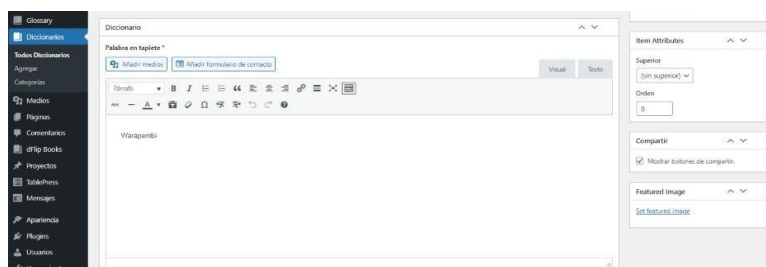 Glossary
Diccionarios
Todos Diccionarios
Agregar
Categorías
Medios
Páginas
Comentarios
dFlip Books
Proyectos
TablePress
Mensajes
Apariencia
Plugins
Usuarios
Diccionario
Palabra en tapiete *
Añadir medios
Añadir formulario de contacto
Visual
Texto
Párrafo
Warapembi
Item Attributes
Superior
(sin superior)
Orden
0
Compartir
Mostrar botones de compartir.
Featured Image
Set featured image